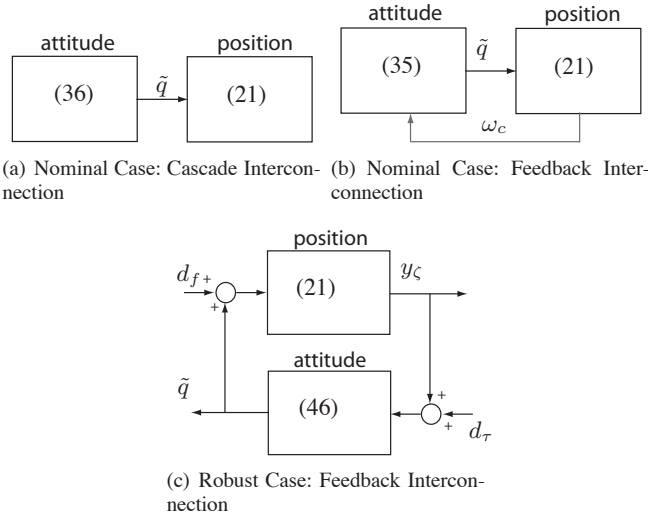 attitude
position
(36)
q̃
(21)
(a) Nominal Case: Cascade Intercon-
nection
attitude
position
(35)
q̃
(21)
ω_c
(b) Nominal Case: Feedback Inter-
connection
position
d_f +
+
(21)
y_ζ
attitude
q̃
(46)
+
+
d_τ
(c) Robust Case: Feedback Intercon-
nection